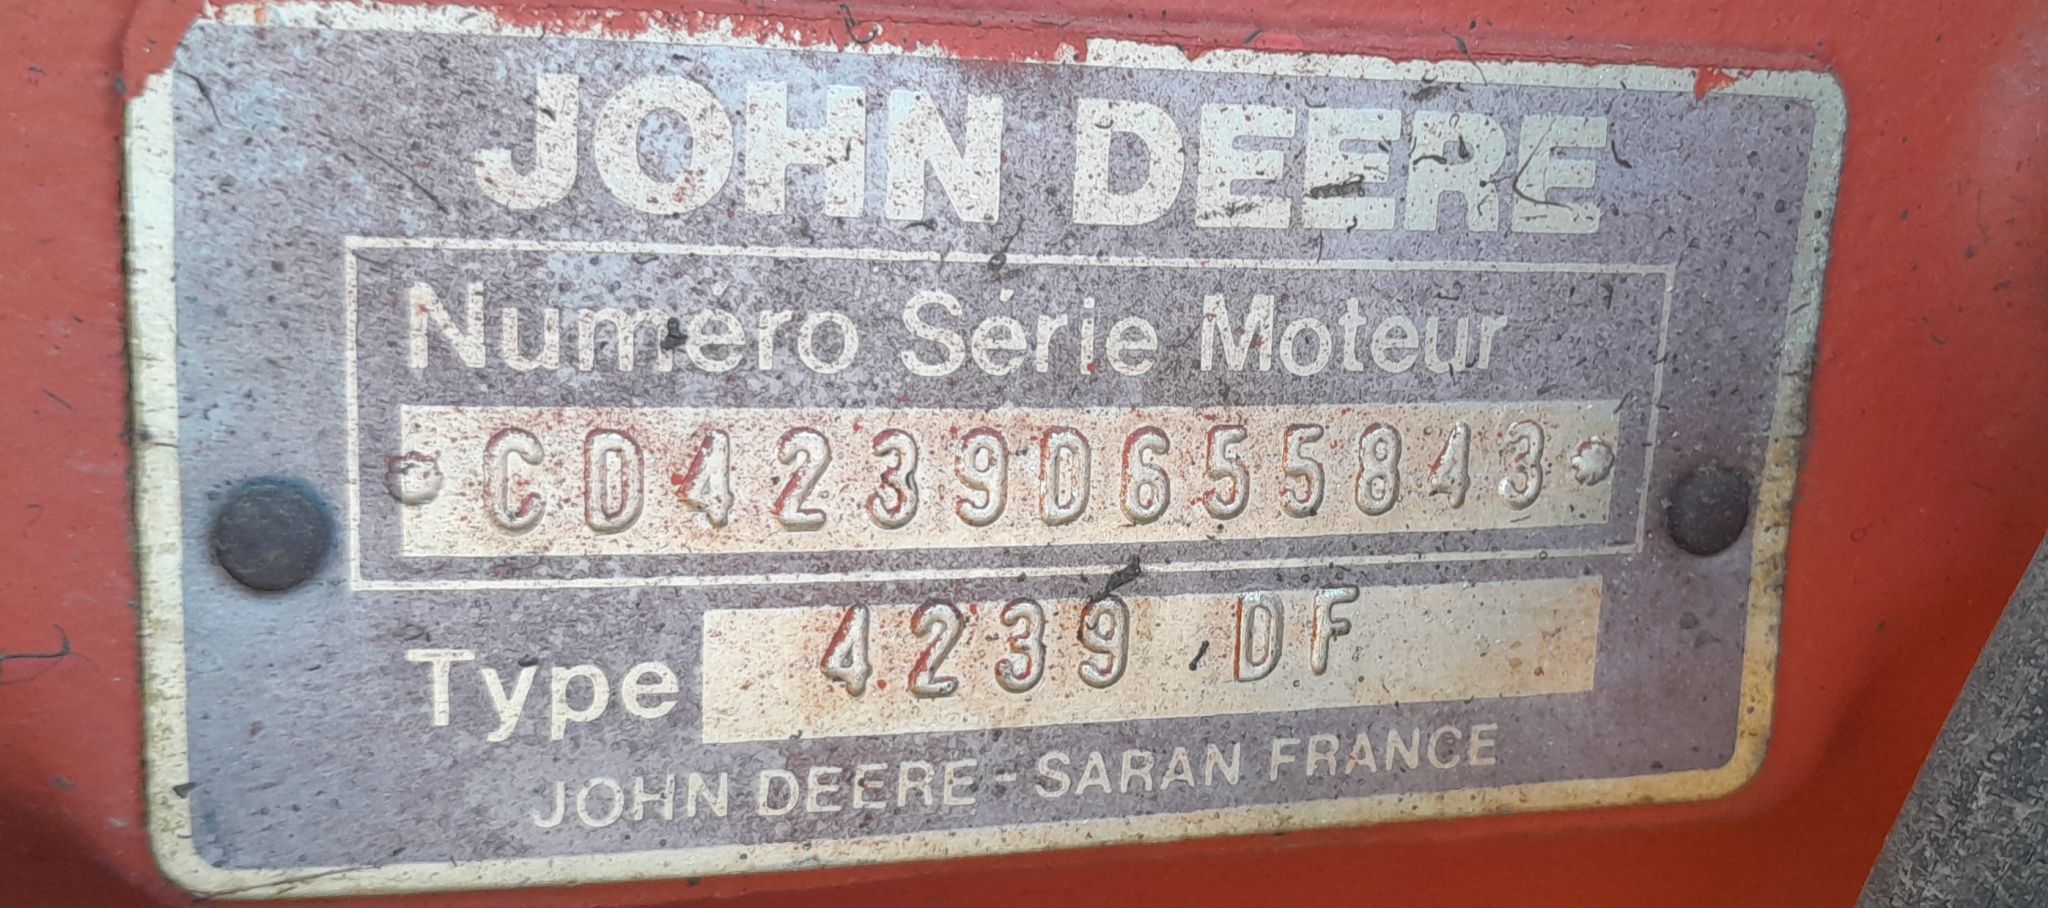 JOHN DEERE
Numéro Série Moteur
*CD4239D655843*
Type 4239 DF
JOHN DEERE - SARAN FRANCE